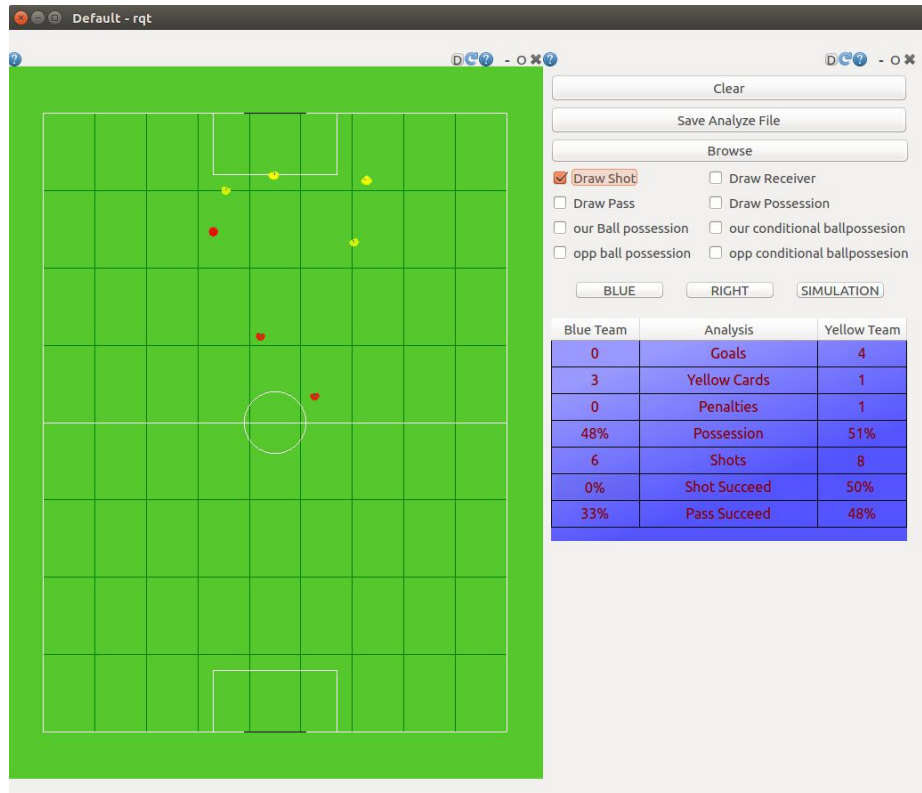 Default - rqt
D - O D - O
Clear
Save Analyze File
Browse
Draw Shot Draw Receiver
Draw Pass Draw Possession
our Ball possession our conditional ballpossesion
opp ball possession opp conditional ballpossesion
BLUE RIGHT SIMULATION
Blue Team Analysis Yellow Team
0 Goals 4
3 Yellow Cards 1
0 Penalties 1
48% Possession 51%
6 Shots 8
0% Shot Succeed 50%
33% Pass Succeed 48%